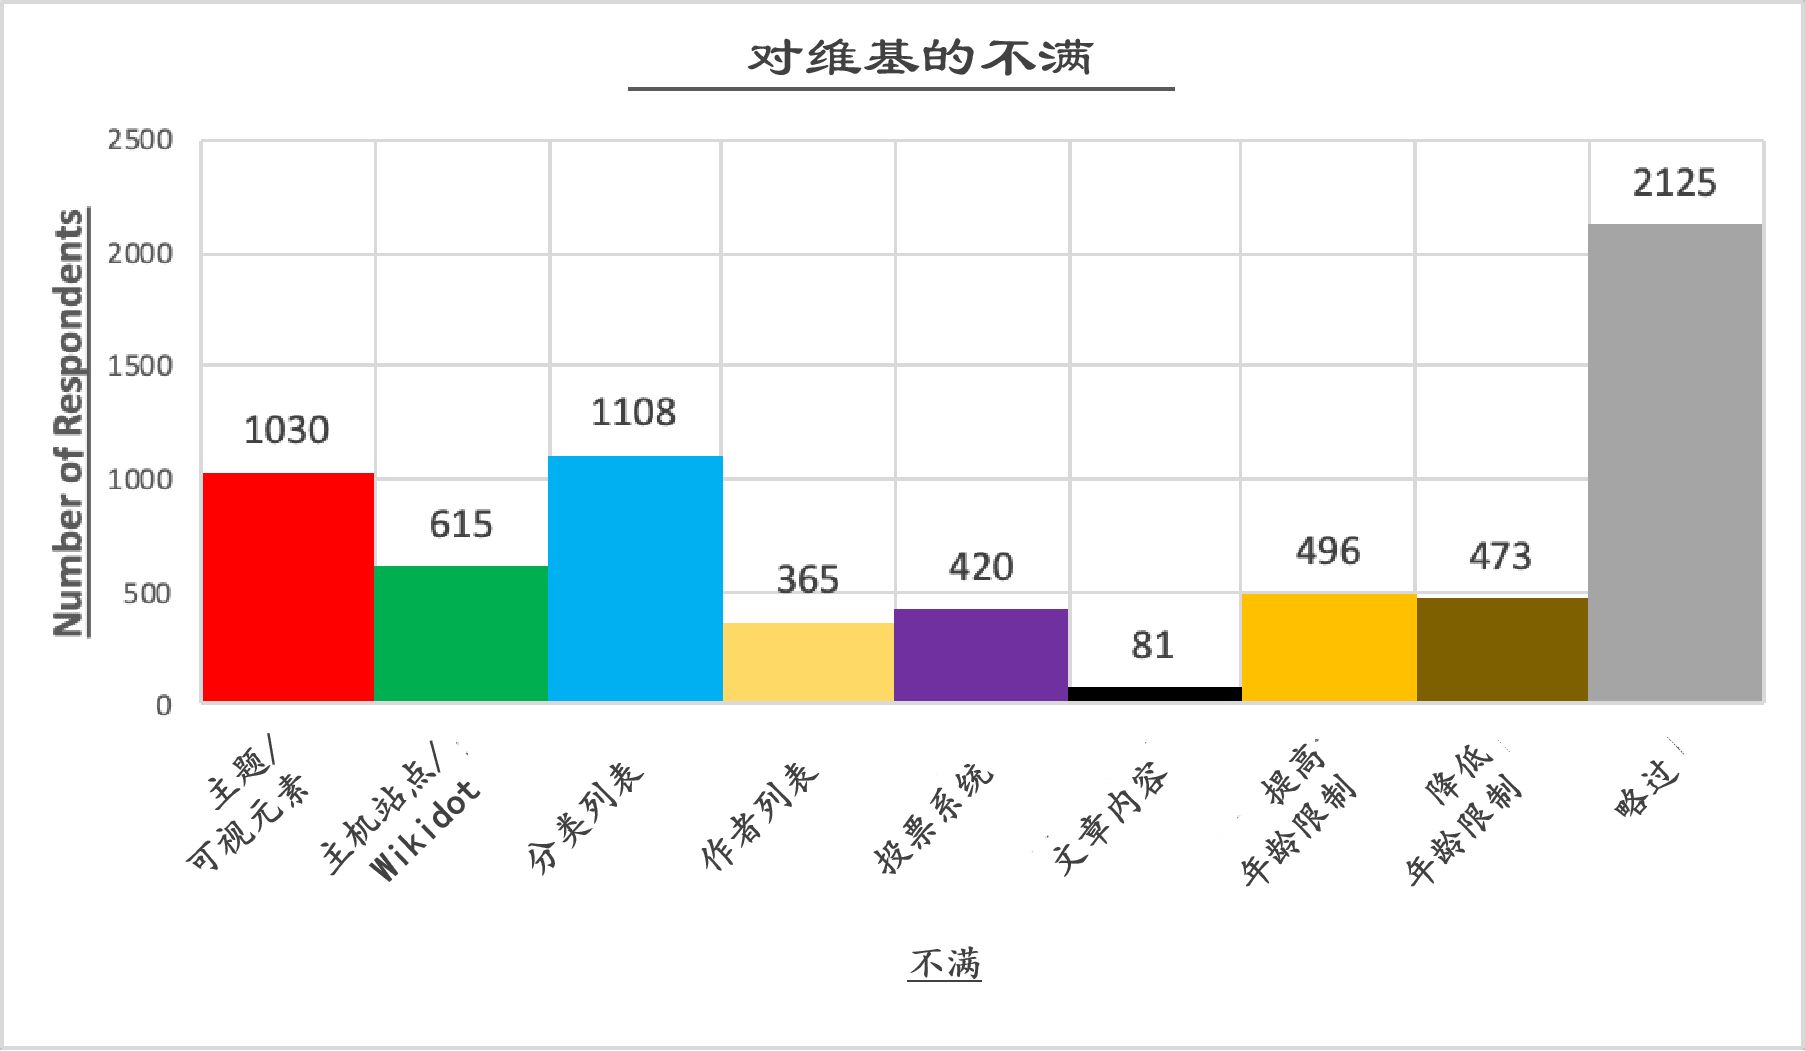 对维基的不满
Number of Respondents
2500
2000
1500
1000
500
0
1030
615
1108
365
420
81
496
473
2125
主题/
可视元素
主机站点/
Wikidot
分类列表
作者列表
投票系统
文章内容
提高
年龄限制
降低
年龄限制
略过
不满